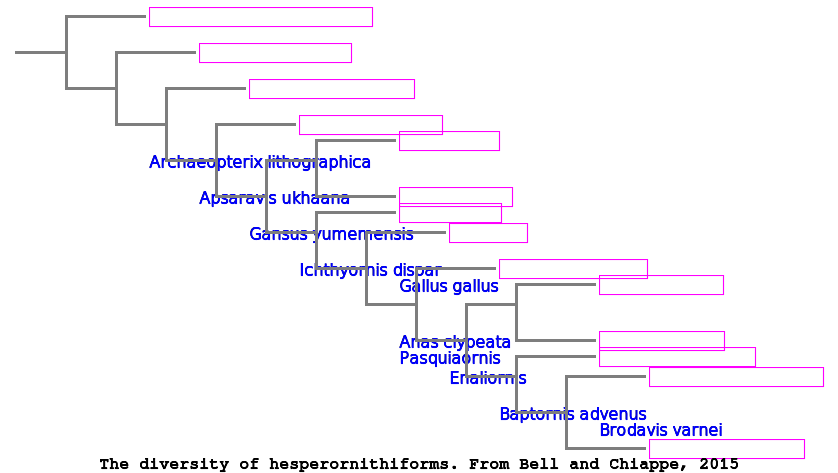 Archaeopterix lithographica
Apsaravis ukhaana
Gansus yumemensis
Ichthyornis dispar
Gallus gallus
Anas clypeata
Pasquiaornis
Enaliornis
Baptornis advenus
Brodavis varnei
The diversity of hesperornithiforms. From Bell and Chiappe, 2015